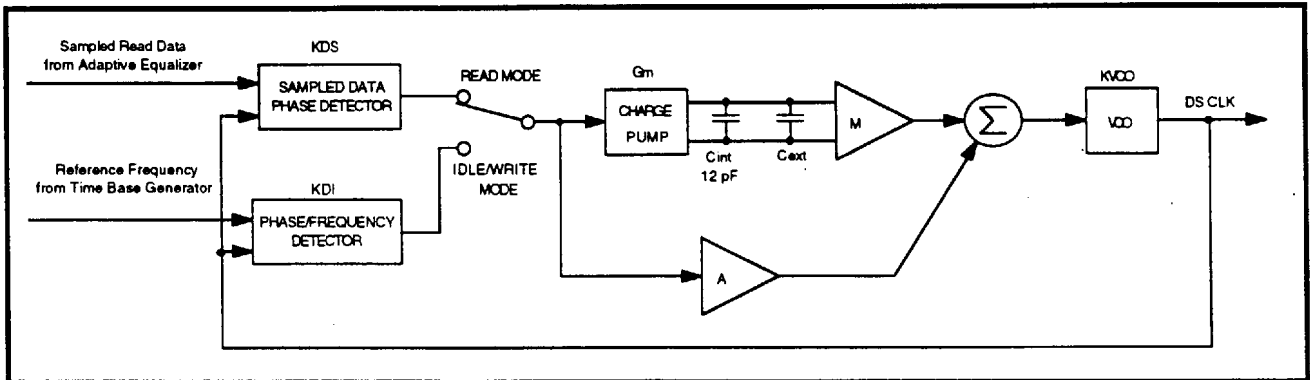 Sampled Read Data
from Adaptive Equalizer
KDS
SAMPLED DATA
PHASE DETECTOR
READ MODE
Gm
CHARGE
PUMP
Cint
12 pF
Cext
M
Σ
KVCO
VCO
DS CLK
Reference Frequency
from Time Base Generator
KDI
PHASE/FREQUENCY
DETECTOR
IDLE/WRITE
MODE
A